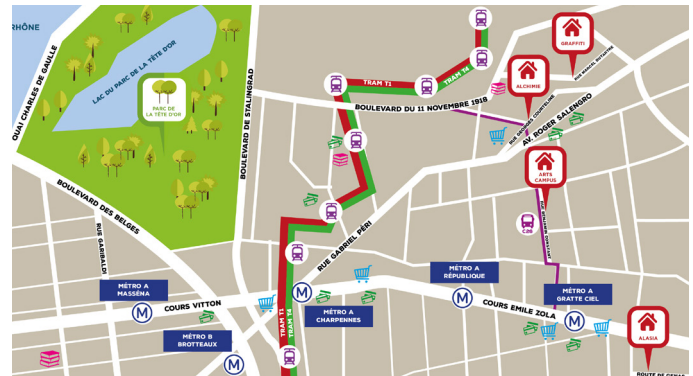 RHÔNE
QUAI CHARLES DE GAULLE
LAC DU PARC DE LA TÊTE D'OR
PARC DE
LA TÊTE D'OR
BOULEVARD DE STALINGRAD
BOULEVARD DES BELGES
RUE GARIBALDI
TRAM T1
TRAM T4
BOULEVARD DU 11 NOVEMBRE 1918
GRAFFITI
ALCHIMIE
RUE GEORGES COURTELINE
AV. ROGER SALENGRO
ARTS
CAMPUS
C26
RUE GABRIEL PÉRI
MÉTRO A
MASSÉNA
M
COURS VITTON
MÉTRO B
BROTTEAUX
M
TRAM T1
TRAM T4
M
MÉTRO A
CHARPENNES
MÉTRO A
RÉPUBLIQUE
M
COURS EMILE ZOLA
MÉTRO A
GRATTE CIEL
M
ALASIA